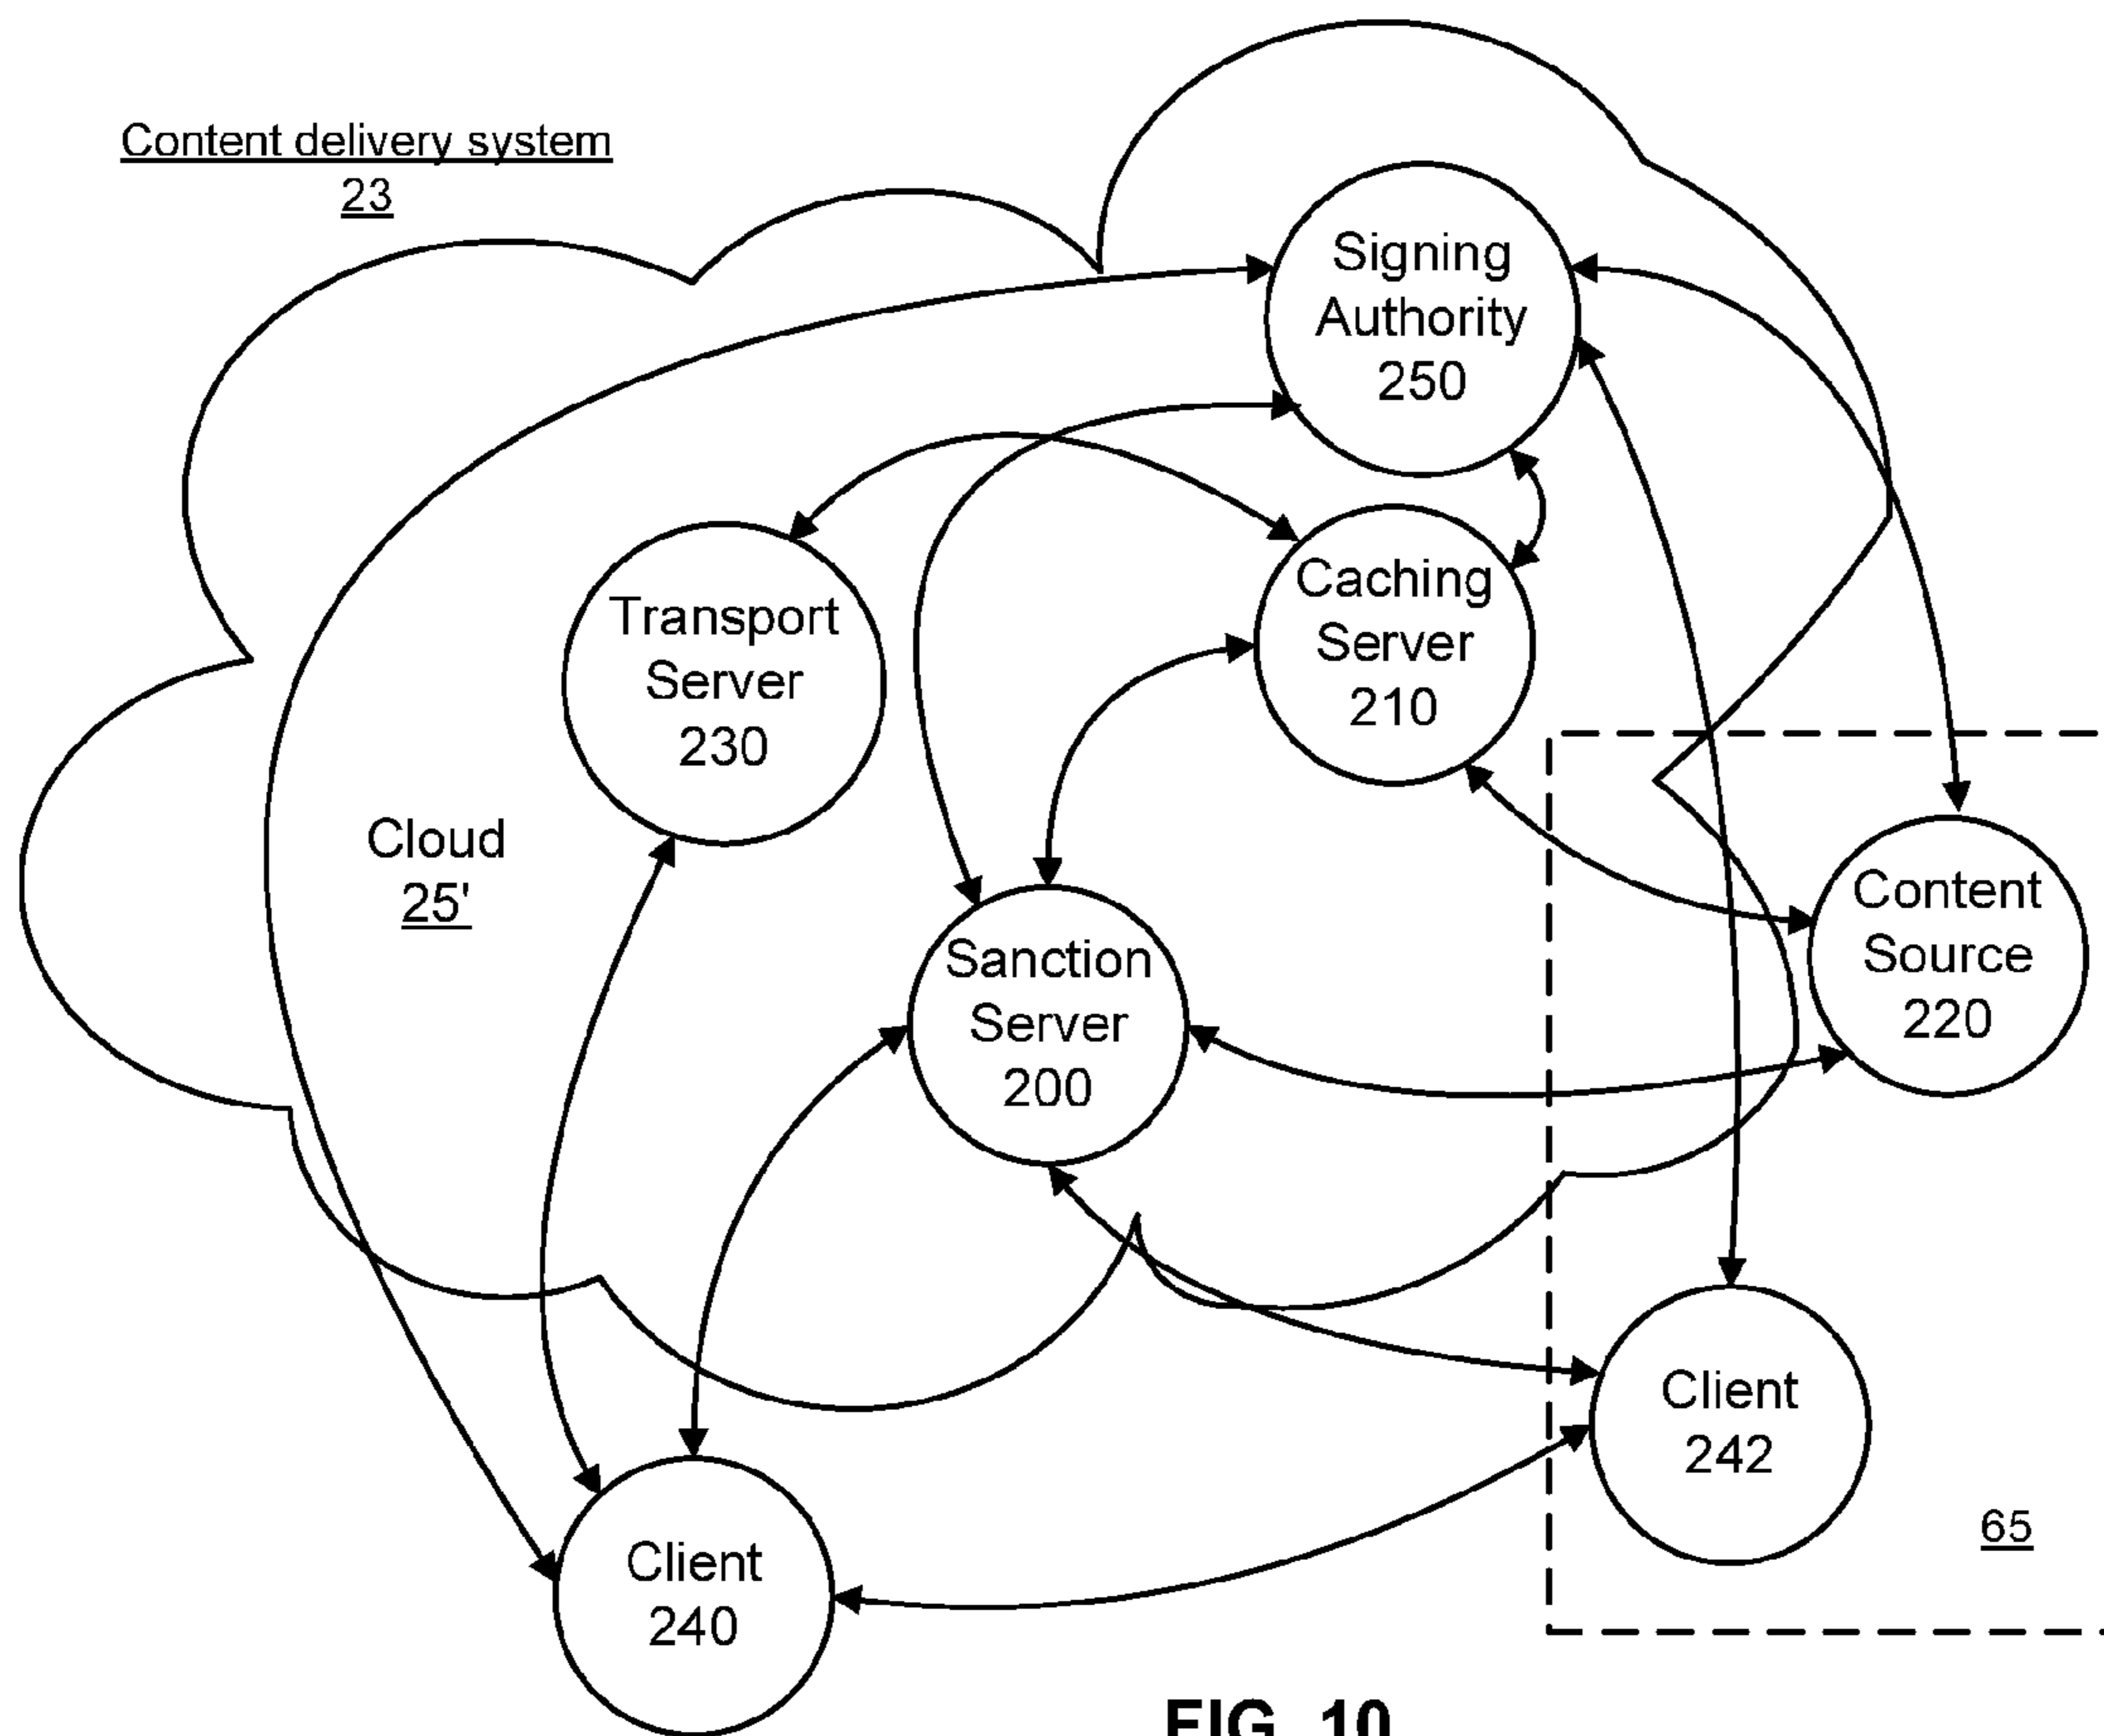 Content delivery system
23
Signing
Authority
250
Caching
Server
210
Transport
Server
230
Cloud
25'
Content
Source
220
Sanction
Server
200
Client
242
65
Client
240
FIG. 10